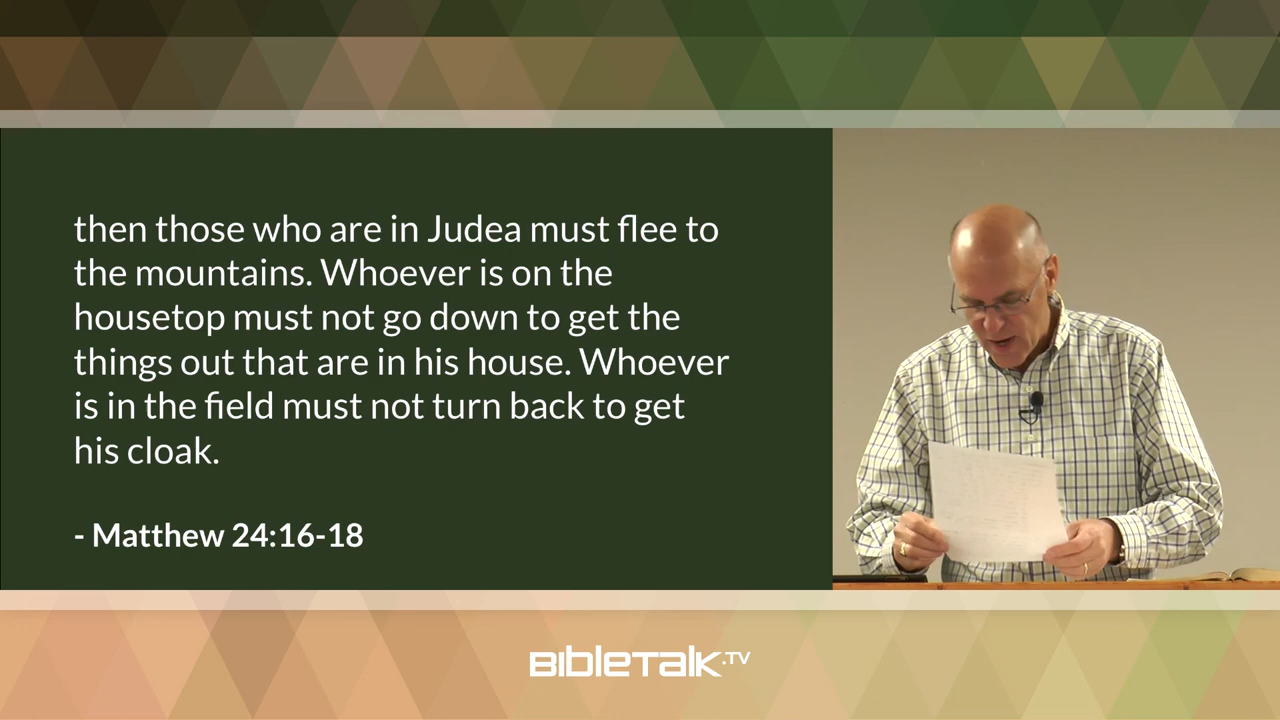 then those who are in Judea must flee to
the mountains. Whoever is on the
housetop must not go down to get the
things out that are in his house. Whoever
is in the field must not turn back to get
his cloak.
- Matthew 24:16-18
BIBLETALK.TV